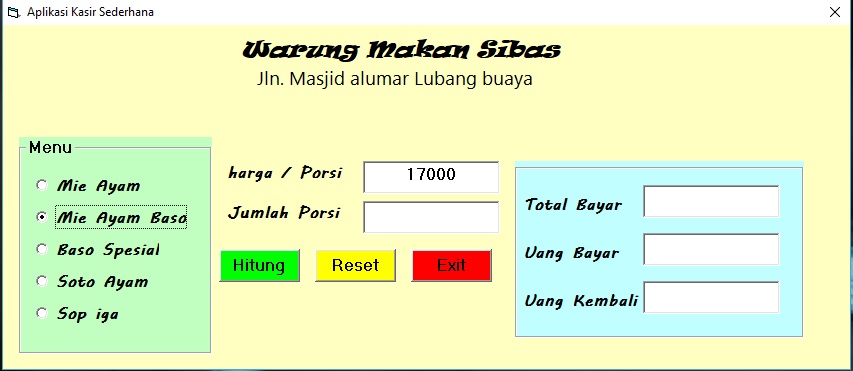 Aplikasi Kasir Sederhana
Warung Makan Sibas
Jln. Masjid alumar Lubang buaya
Menu
Mie Ayam
Mie Ayam Baso
Baso Spesial
Soto Ayam
Sop iga
harga / Porsi 17000
Jumlah Porsi
Hitung Reset Exit
Total Bayar
Uang Bayar
Uang Kembali